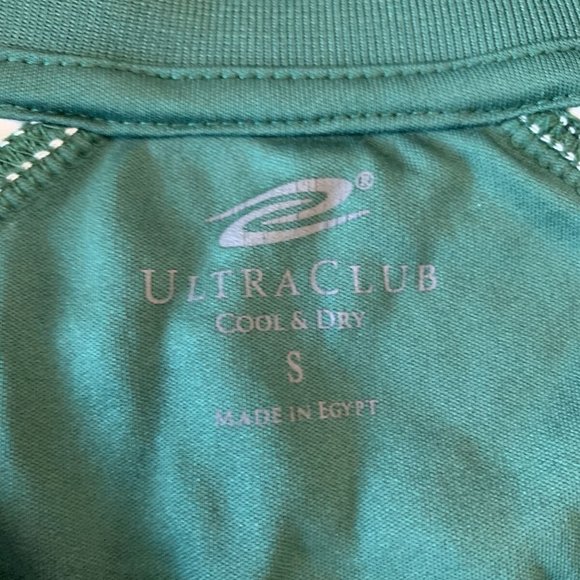 ®
ULTRACLUB
COOL & DRY
S
MADE IN EGYPT